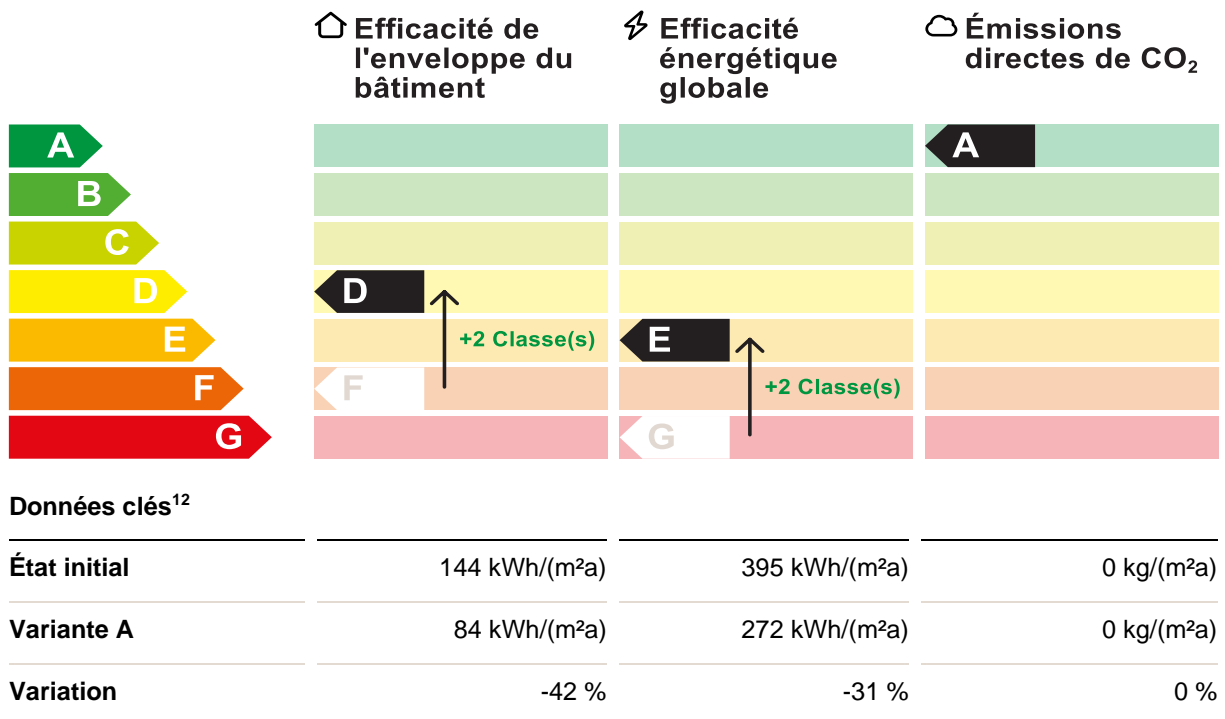 Efficacité de
l'enveloppe du
bâtiment
Efficacité
énergétique
globale
Émissions
directes de CO₂
A
B
C
D
E
F
G
D
+2 Classe(s)
F
E
+2 Classe(s)
G
A
Données clés¹²
État initial 144 kWh/(m²a) 395 kWh/(m²a) 0 kg/(m²a)
Variante A 84 kWh/(m²a) 272 kWh/(m²a) 0 kg/(m²a)
Variation -42 % -31 % 0 %